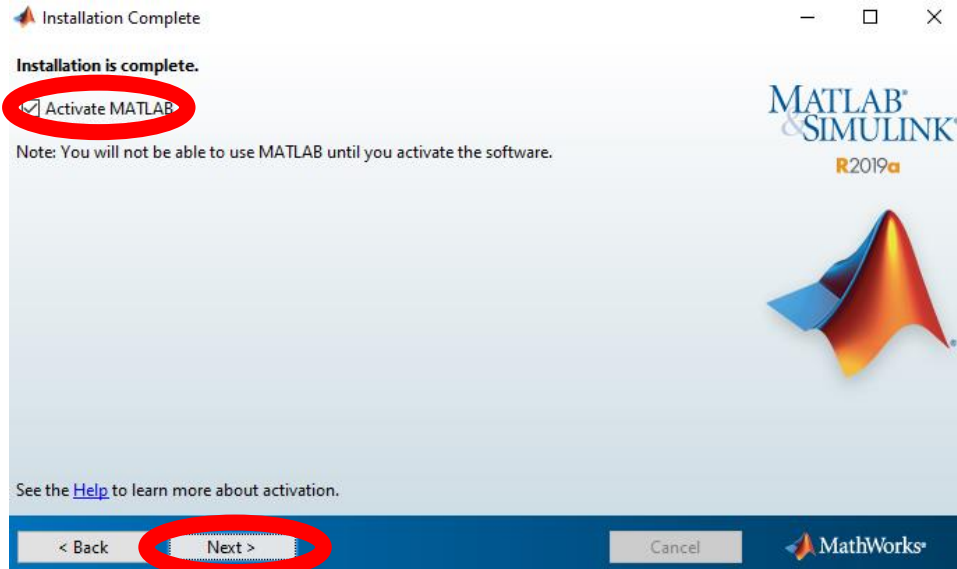 Installation Complete
Installation is complete.
Activate MATLAB
Note: You will not be able to use MATLAB until you activate the software.
MATLAB®
&SIMULINK®
R2019a
See the Help to learn more about activation.
< Back
Next >
Cancel
MathWorks®